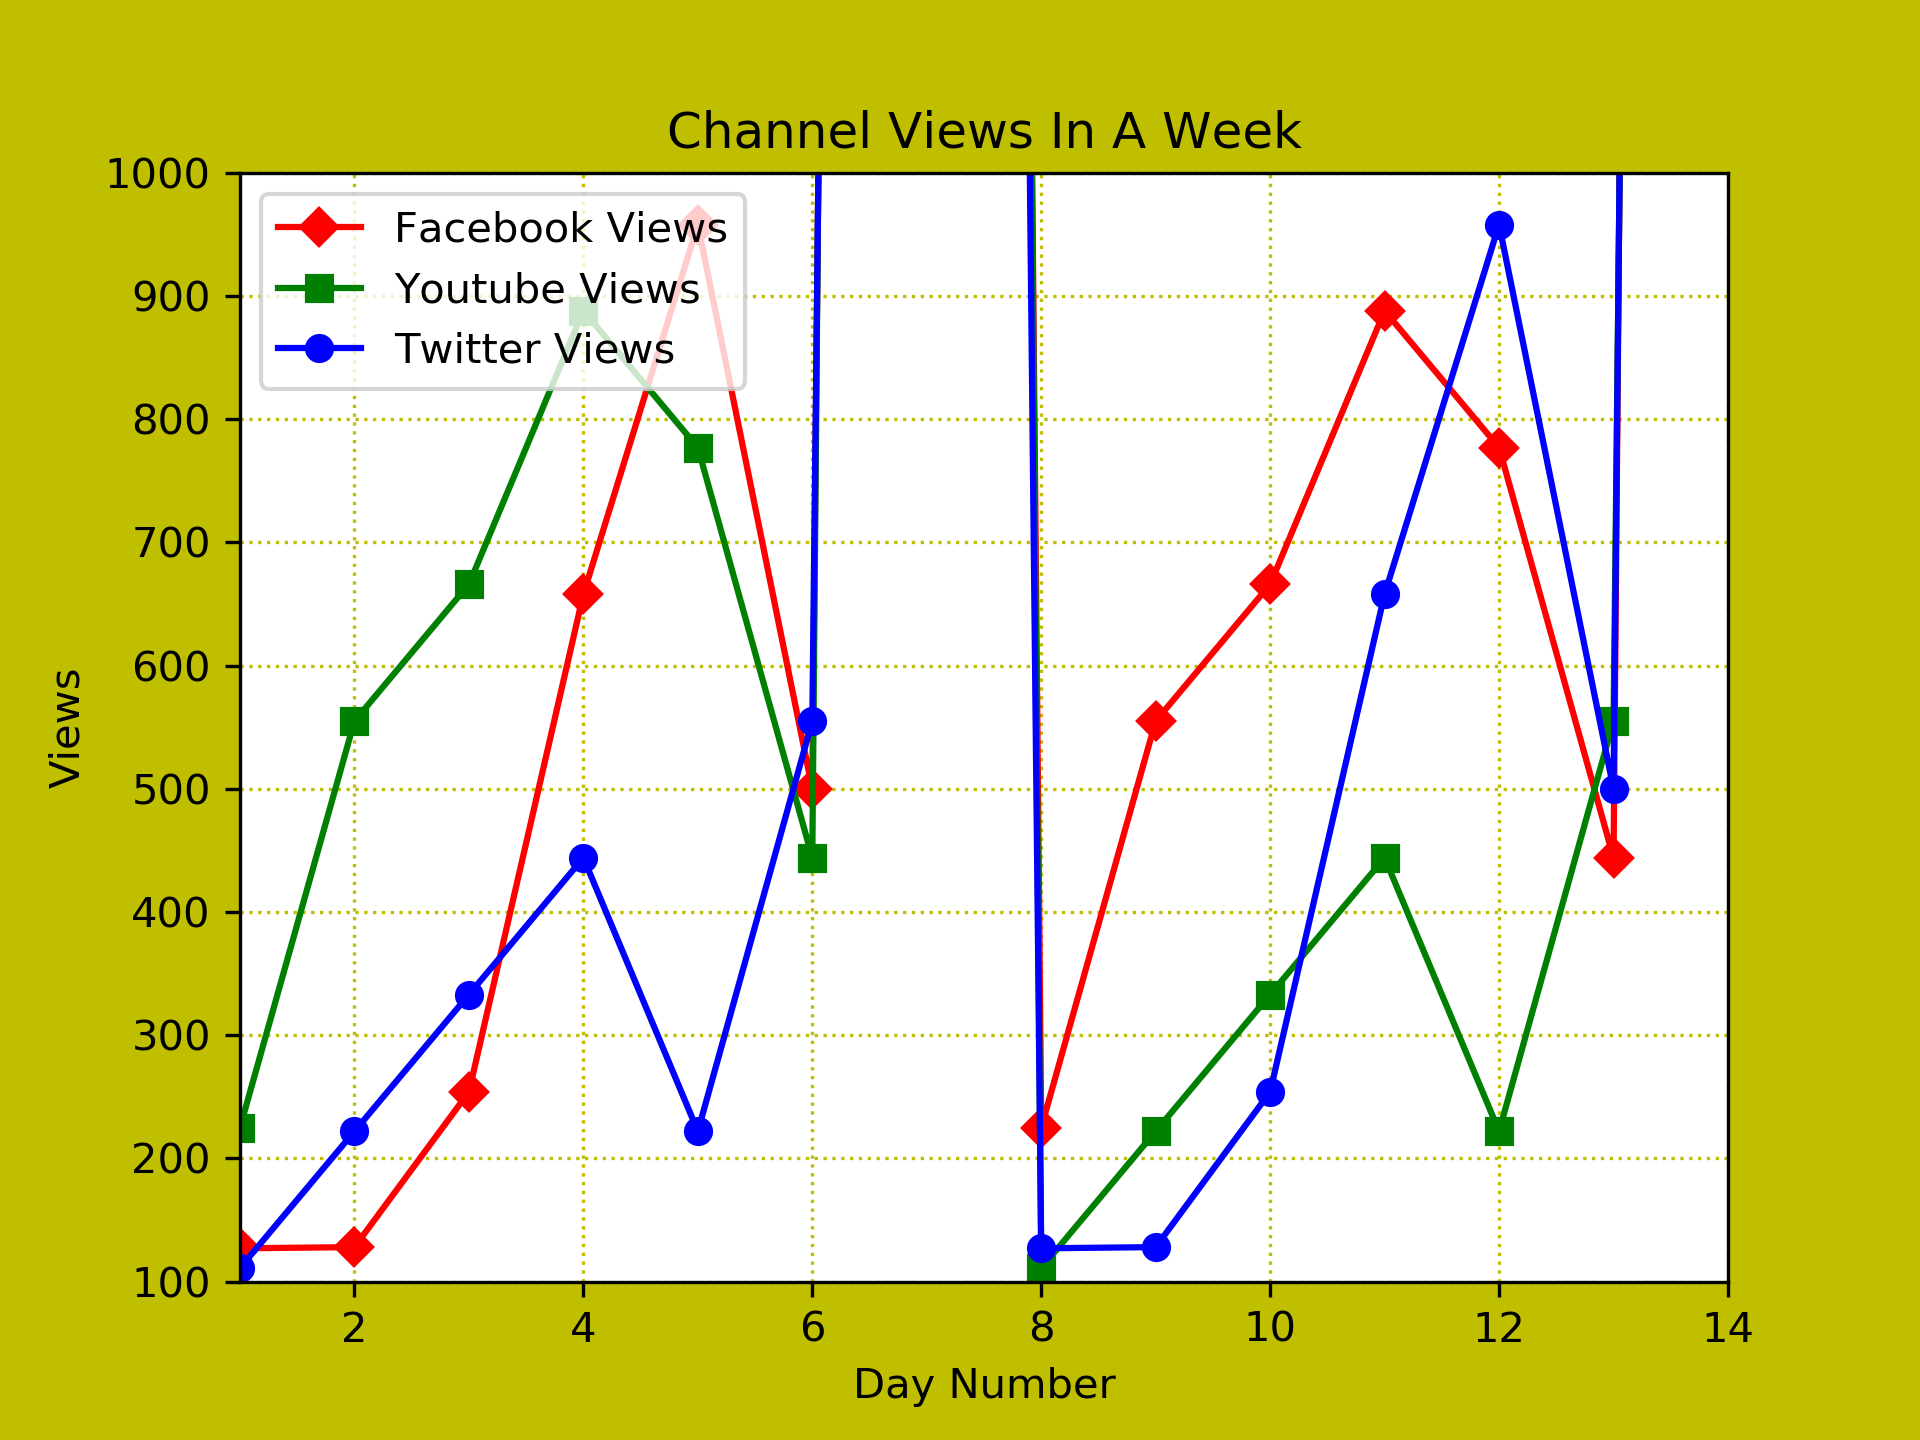 Channel Views In A Week
Facebook Views
Youtube Views
Twitter Views
1000
900
800
700
600
500
400
300
200
100
Views
2 4 6 8 10 12 14
Day Number